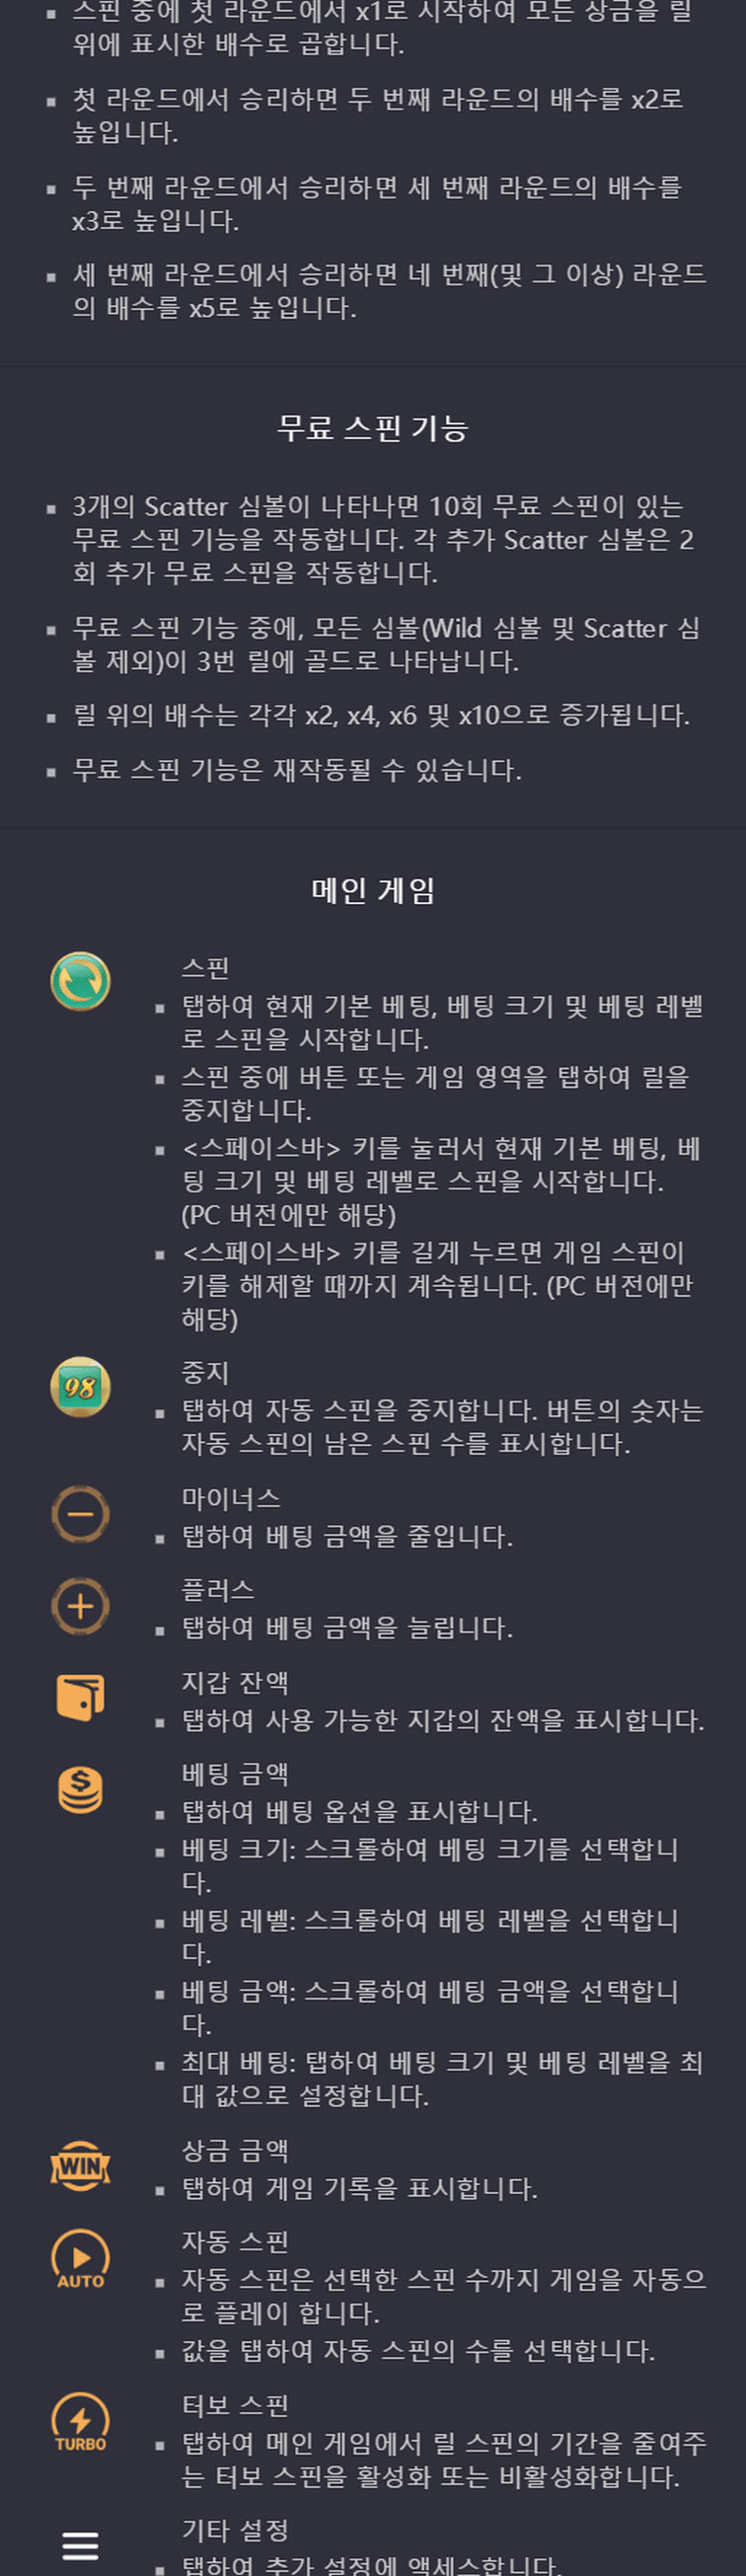 스핀 중에 첫 라운드에서 x1로 시작하여 모든 상금을 릴
위에 표시한 배수로 곱합니다.
첫 라운드에서 승리하면 두 번째 라운드의 배수를 x2로
높입니다.
두 번째 라운드에서 승리하면 세 번째 라운드의 배수를
x3로 높입니다.
세 번째 라운드에서 승리하면 네 번째(및 그 이상) 라운드
의 배수를 x5로 높입니다.
무료 스핀 기능
3개의 Scatter 심볼이 나타나면 10회 무료 스핀이 있는
무료 스핀 기능을 작동합니다. 각 추가 Scatter 심볼은 2
회 추가 무료 스핀을 작동합니다.
무료 스핀 기능 중에, 모든 심볼(Wild 심볼 및 Scatter 심
볼 제외)이 3번 릴에 골드로 나타납니다.
릴 위의 배수는 각각 x2, x4, x6 및 x10으로 증가됩니다.
무료 스핀 기능은 재작동될 수 있습니다.
메인 게임
스핀
탭하여 현재 기본 베팅, 베팅 크기 및 베팅 레벨
로 스핀을 시작합니다.
스핀 중에 버튼 또는 게임 영역을 탭하여 릴을
중지합니다.
<스페이스바> 키를 눌러서 현재 기본 베팅, 베
팅 크기 및 베팅 레벨로 스핀을 시작합니다.
(PC 버전에만 해당)
<스페이스바> 키를 길게 누르면 게임 스핀이
키를 해제할 때까지 계속됩니다. (PC 버전에만
해당)
98
중지
탭하여 자동 스핀을 중지합니다. 버튼의 숫자는
자동 스핀의 남은 스핀 수를 표시합니다.
마이너스
탭하여 베팅 금액을 줄입니다.
플러스
탭하여 베팅 금액을 늘립니다.
지갑 잔액
탭하여 사용 가능한 지갑의 잔액을 표시합니다.
베팅 금액
탭하여 베팅 옵션을 표시합니다.
베팅 크기: 스크롤하여 베팅 크기를 선택합니
다.
베팅 레벨: 스크롤하여 베팅 레벨을 선택합니
다.
베팅 금액: 스크롤하여 베팅 금액을 선택합니
다.
최대 베팅: 탭하여 베팅 크기 및 베팅 레벨을 최
대 값으로 설정합니다.
WIN
상금 금액
탭하여 게임 기록을 표시합니다.
AUTO
자동 스핀
자동 스핀은 선택한 스핀 수까지 게임을 자동으
로 플레이 합니다.
값을 탭하여 자동 스핀의 수를 선택합니다.
TURBO
터보 스핀
탭하여 메인 게임에서 릴 스핀의 기간을 줄여주
는 터보 스핀을 활성화 또는 비활성화합니다.
기타 설정
탭하여 추가 설정에 액세스합니다.